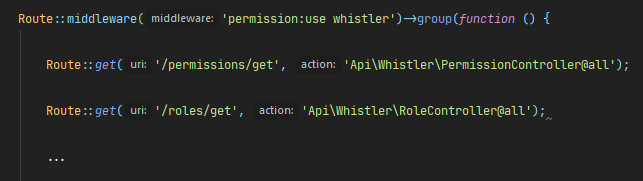 Route::middleware( middleware: 'permission:use whistler')->group(function () {
Route::get( uri: '/permissions/get', action: 'Api\Whistler\PermissionController@all');
Route::get( uri: '/roles/get', action: 'Api\Whistler\RoleController@all');
...